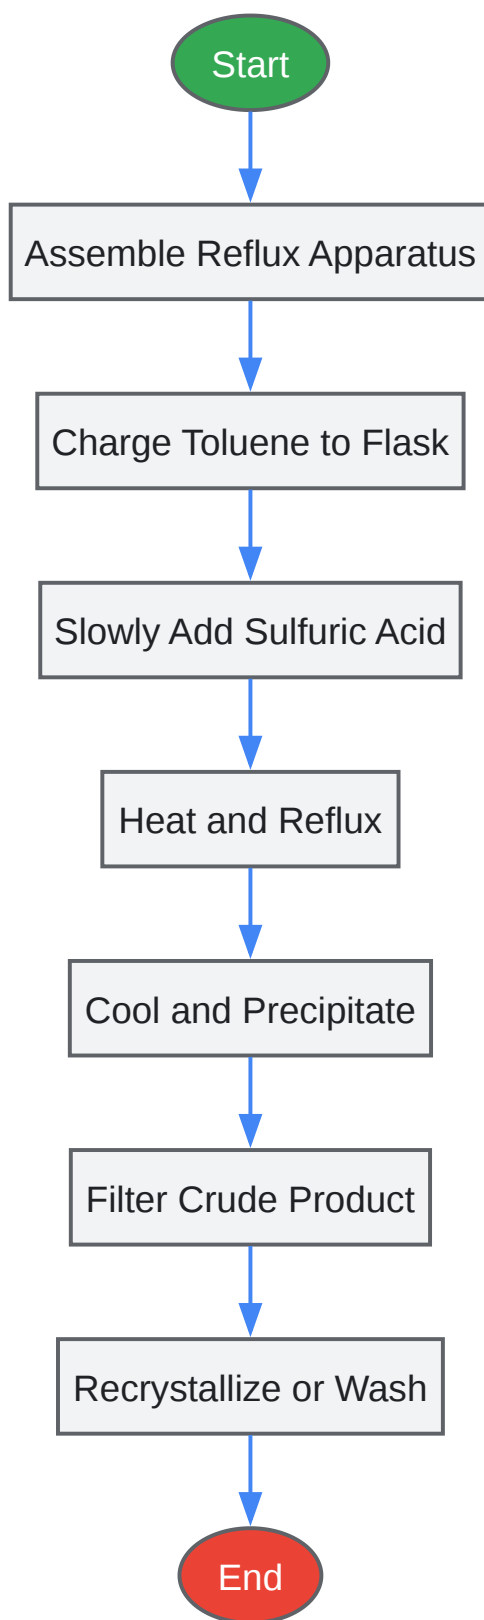 Start
Assemble Reflux Apparatus
Charge Toluene to Flask
Slowly Add Sulfuric Acid
Heat and Reflux
Cool and Precipitate
Filter Crude Product
Recrystallize or Wash
End